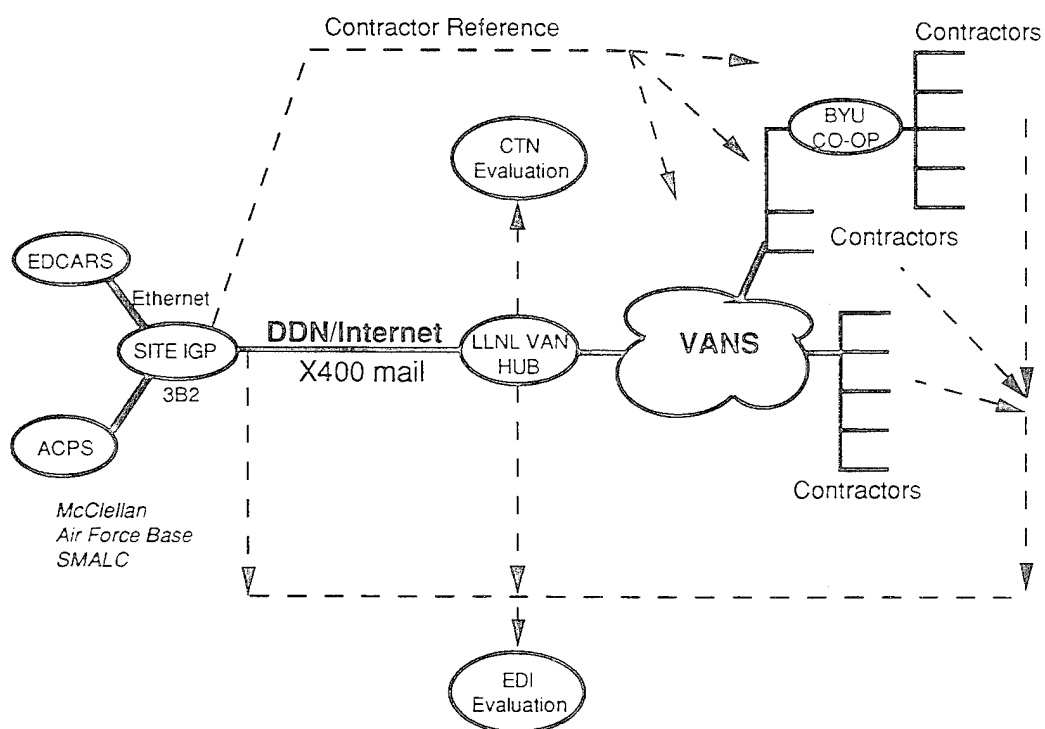 Contractor Reference
Contractors
BYU
CO-OP
CTN
Evaluation
Contractors
EDCARS
Ethernet
DDN/Internet
SITE IGP
LLNL VAN
HUB
VANS
X400 mail
3B2
ACPS
Contractors
McClellan
Air Force Base
SMALC
EDI
Evaluation